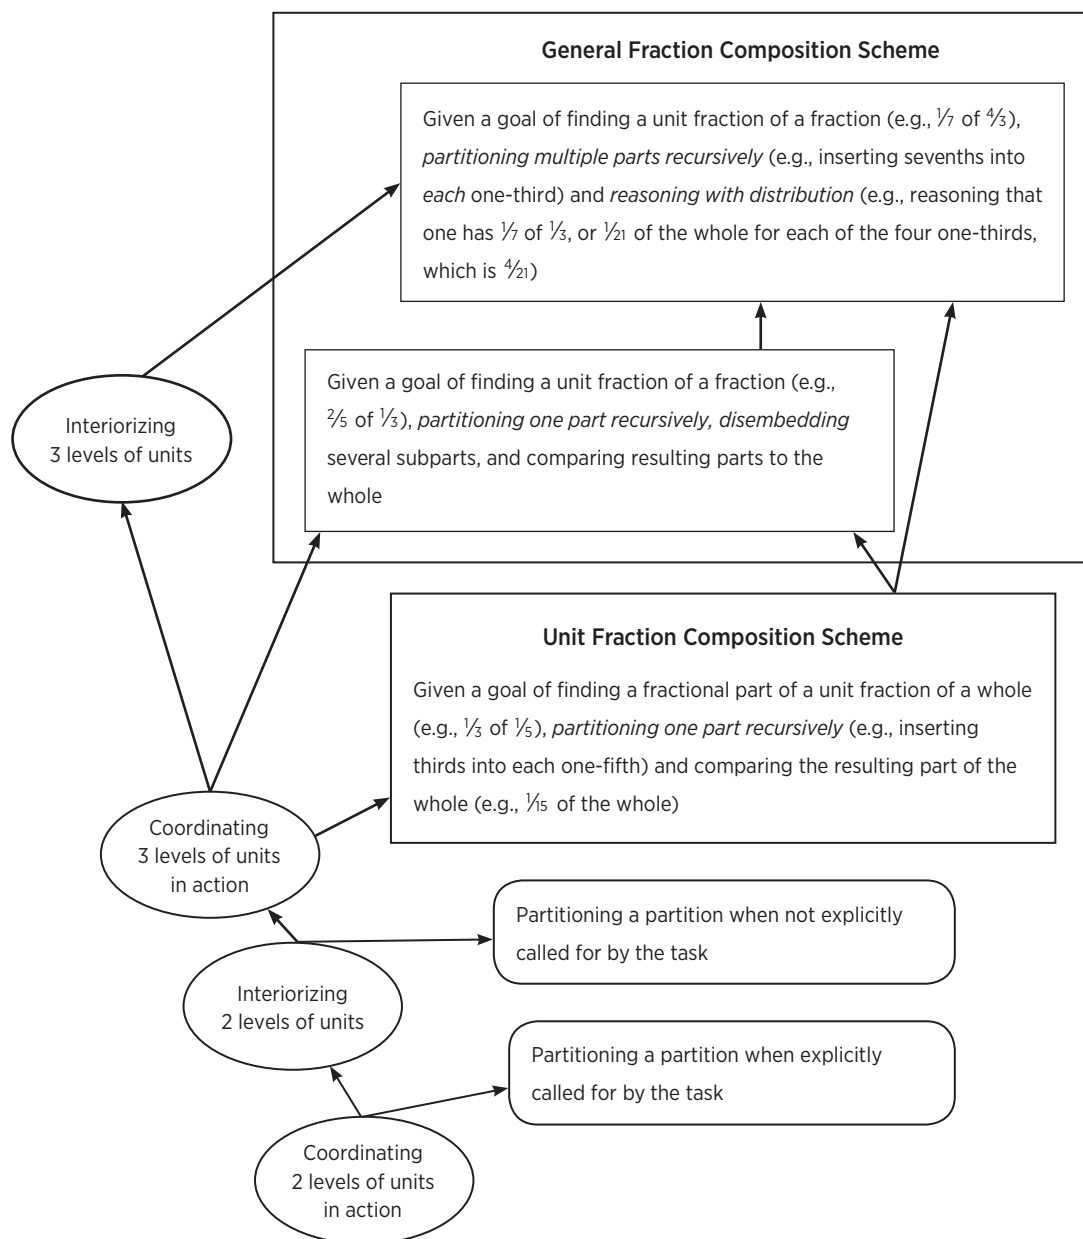 General Fraction Composition Scheme
Given a goal of finding a unit fraction of a fraction (e.g., 1/7 of 4/3),
partitioning multiple parts recursively (e.g., inserting sevenths into
each one-third) and reasoning with distribution (e.g., reasoning that
one has 1/7 of 1/3, or 1/21 of the whole for each of the four one-thirds,
which is 4/21)
Given a goal of finding a unit fraction of a fraction (e.g.,
2/5 of 1/3), partitioning one part recursively, disembedding
several subparts, and comparing resulting parts to the
whole
Interiorizing
3 levels of units
Unit Fraction Composition Scheme
Given a goal of finding a fractional part of a unit fraction of a whole
(e.g., 1/3 of 1/5), partitioning one part recursively (e.g., inserting
thirds into each one-fifth) and comparing the resulting part of the
whole (e.g., 1/15 of the whole)
Coordinating
3 levels of units
in action
Partitioning a partition when not explicitly
called for by the task
Interiorizing
2 levels of units
Partitioning a partition when explicitly
called for by the task
Coordinating
2 levels of units
in action